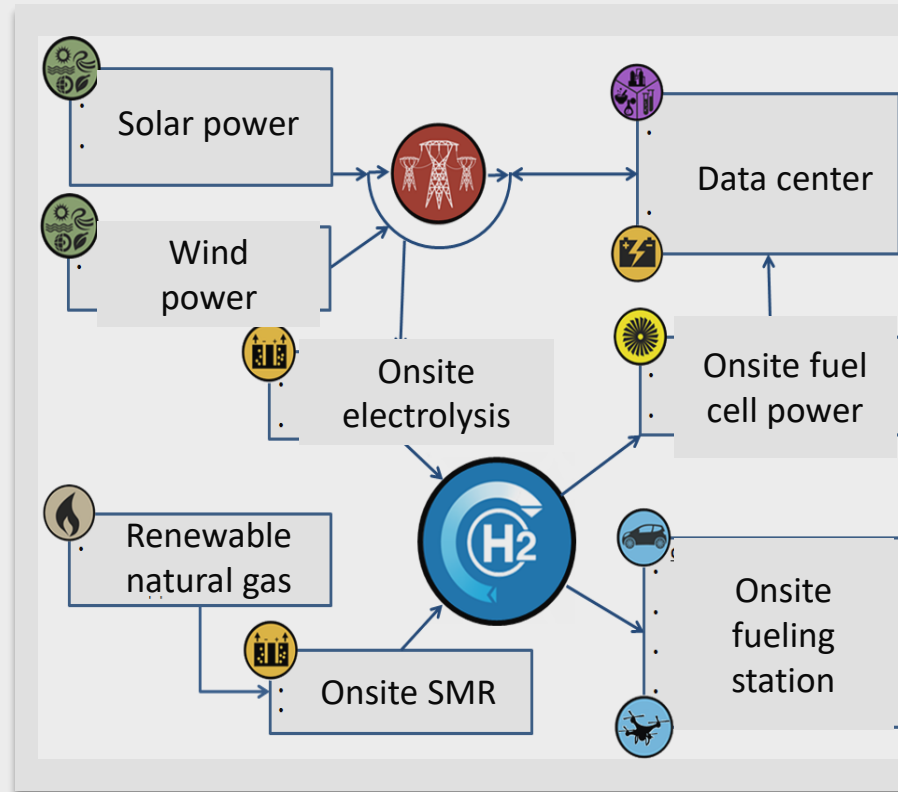 Solar power
Data center
Wind
power
Onsite
electrolysis
Onsite fuel
cell power
H2
Renewable
natural gas
Onsite
fueling
station
Onsite SMR